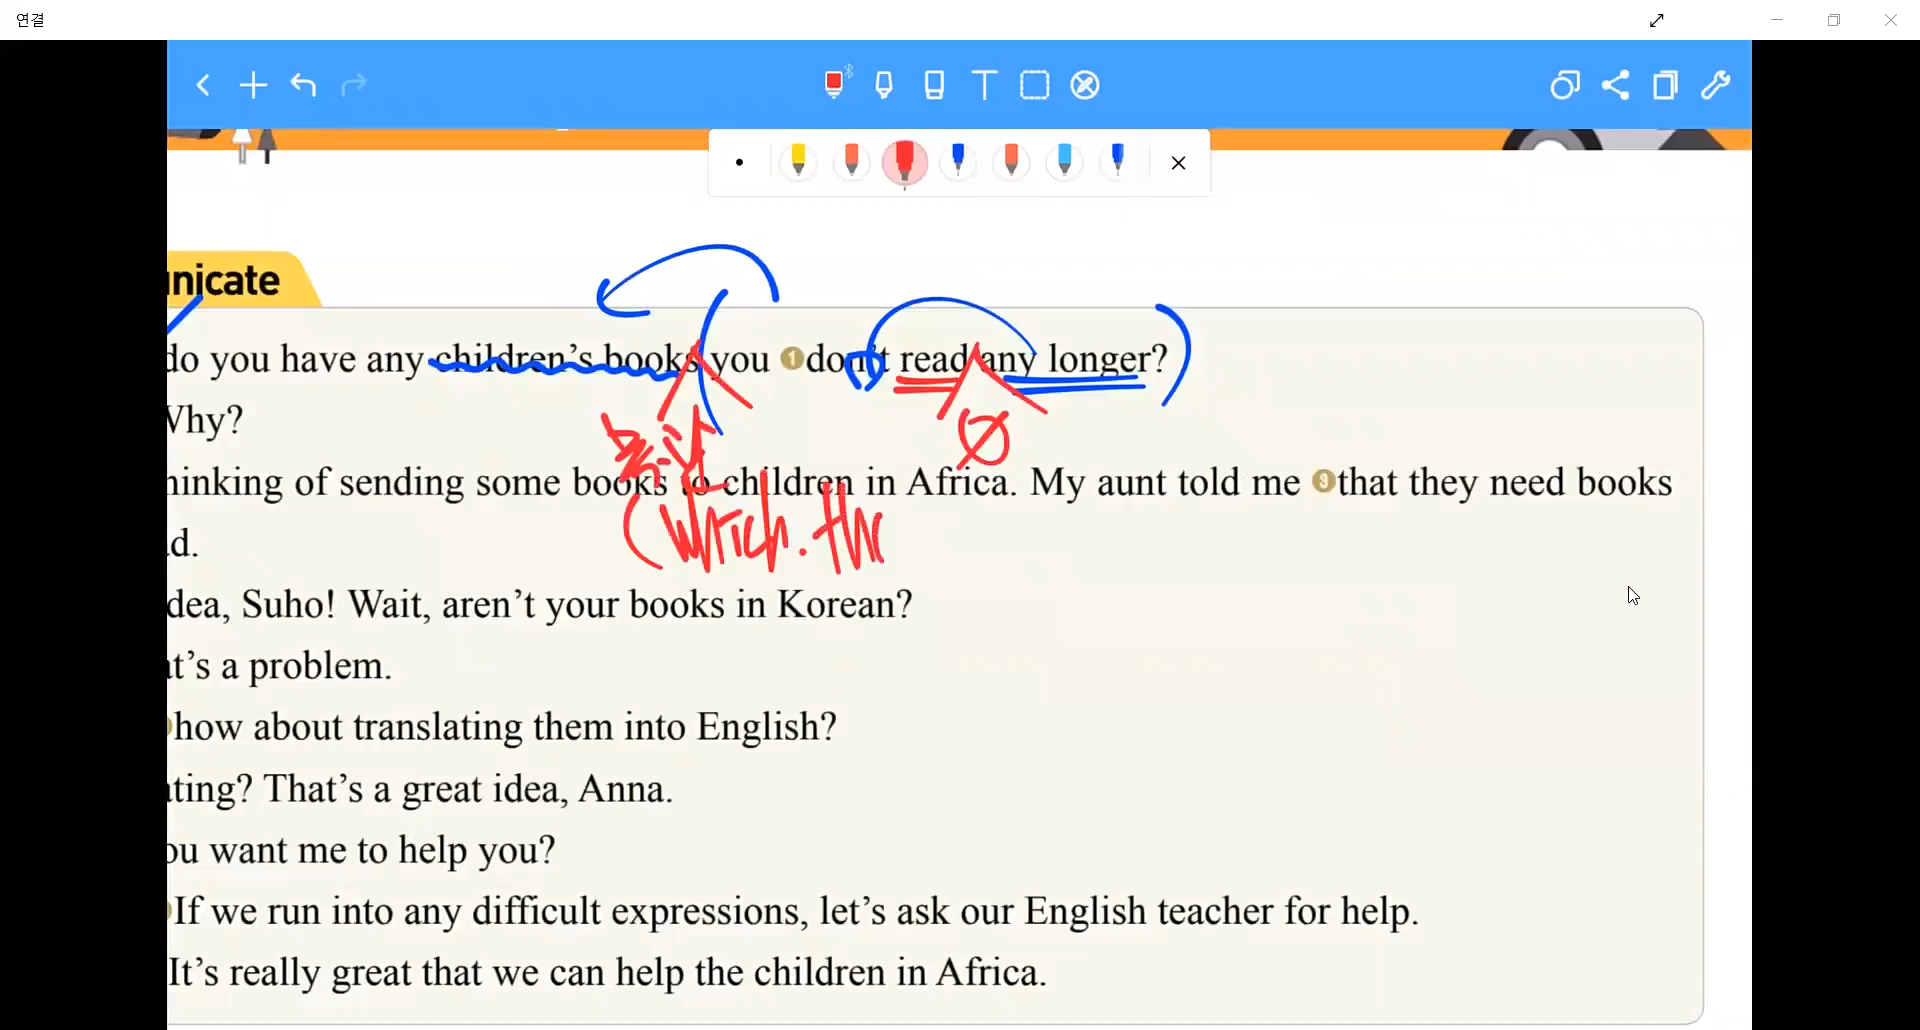 연결
nicate
do you have any children’s books you 1 don’t read any longer?
Why?
hinking of sending some books to children in Africa. My aunt told me 3 that they need books
d.
dea, Suho! Wait, aren’t your books in Korean?
t’s a problem.
how about translating them into English?
ting? That’s a great idea, Anna.
ou want me to help you?
If we run into any difficult expressions, let’s ask our English teacher for help.
It’s really great that we can help the children in Africa.
Ø
(which. tha